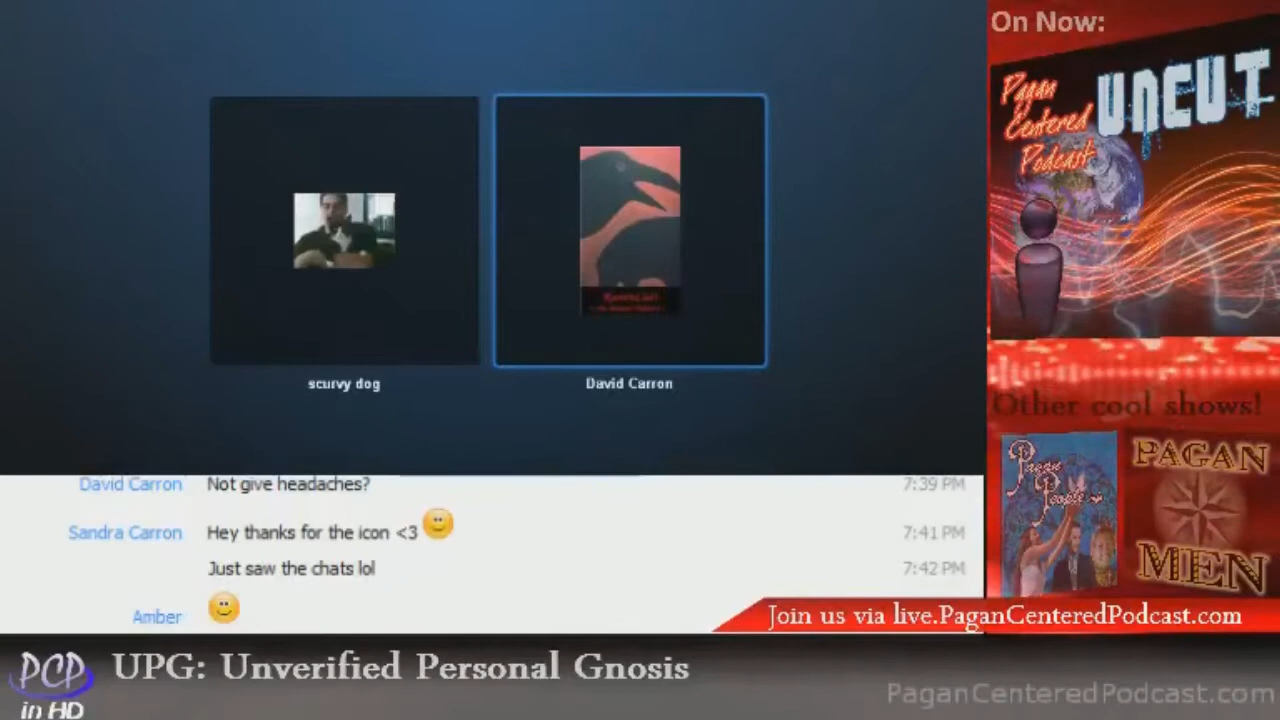 On Now:
Pagan
Centered
Podcast
UNCUT
scurvy dog
David Carron
David Carron Not give headaches? 7:39 PM
Sandra Carron Hey thanks for the icon <3 7:41 PM
Just saw the chats lol 7:42 PM
Amber
Other cool shows!
Pagan
People
PAGAN
MEN
Join us via live.PaganCenteredPodcast.com
PCP
in HD
UPG: Unverified Personal Gnosis
PaganCenteredPodcast.com